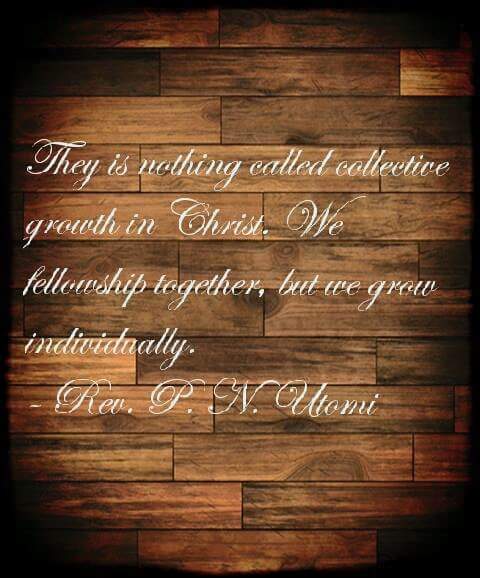 They is nothing called collective
growth in Christ. We
fellowship together, but we grow
individually.
- Rev. P. N. Utomi